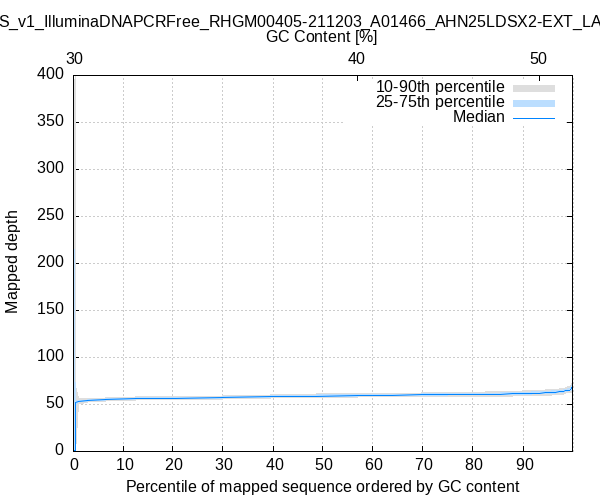 S_v1_IlluminaDNAPCRFree_RHGM00405-211203_A01466_AHN25LDSX2-EXT_LA
GC Content [%]
30 40 50
400
350
300
250
200
150
100
50
0
Mapped depth
10-90th percentile
25-75th percentile
Median
0 10 20 30 40 50 60 70 80 90
Percentile of mapped sequence ordered by GC content